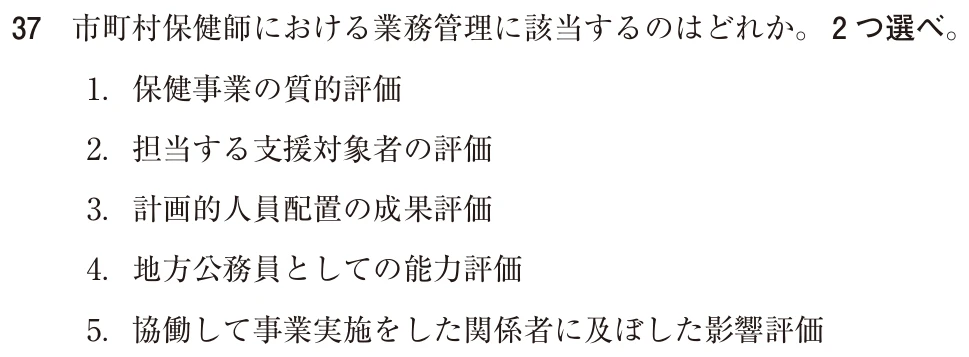 37 市町村保健師における業務管理に該当するのはどれか。2つ選べ。
1. 保健事業の質的評価
2. 担当する支援対象者の評価
3. 計画的人員配置の成果評価
4. 地方公務員としての能力評価
5. 協働して事業実施をした関係者に及ぼした影響評価